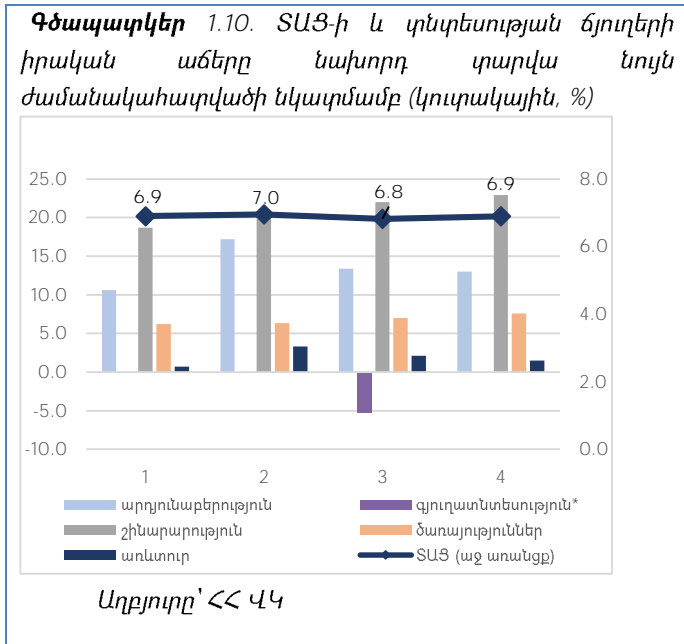 Գծապատկեր 1.10. ՏԱՑ-ի և տնտեսության ճյուղերի
իրական աճերը նախորդ տարվա նույն
ժամանակահատվածի նկատմամբ (կուտակային, %)
25.0
20.0
15.0
10.0
5.0
0.0
-5.0
-10.0
6.9
7.0
6.8
6.9
8.0
6.0
4.0
2.0
0.0
1 2 3 4
արդյունաբերություն գյուղատնտեսություն*
շինարարություն ծառայություններ
առևտուր ՏԱՑ (աջ առանցք)
Աղբյուրը՝ ՀՀ ՎԿ